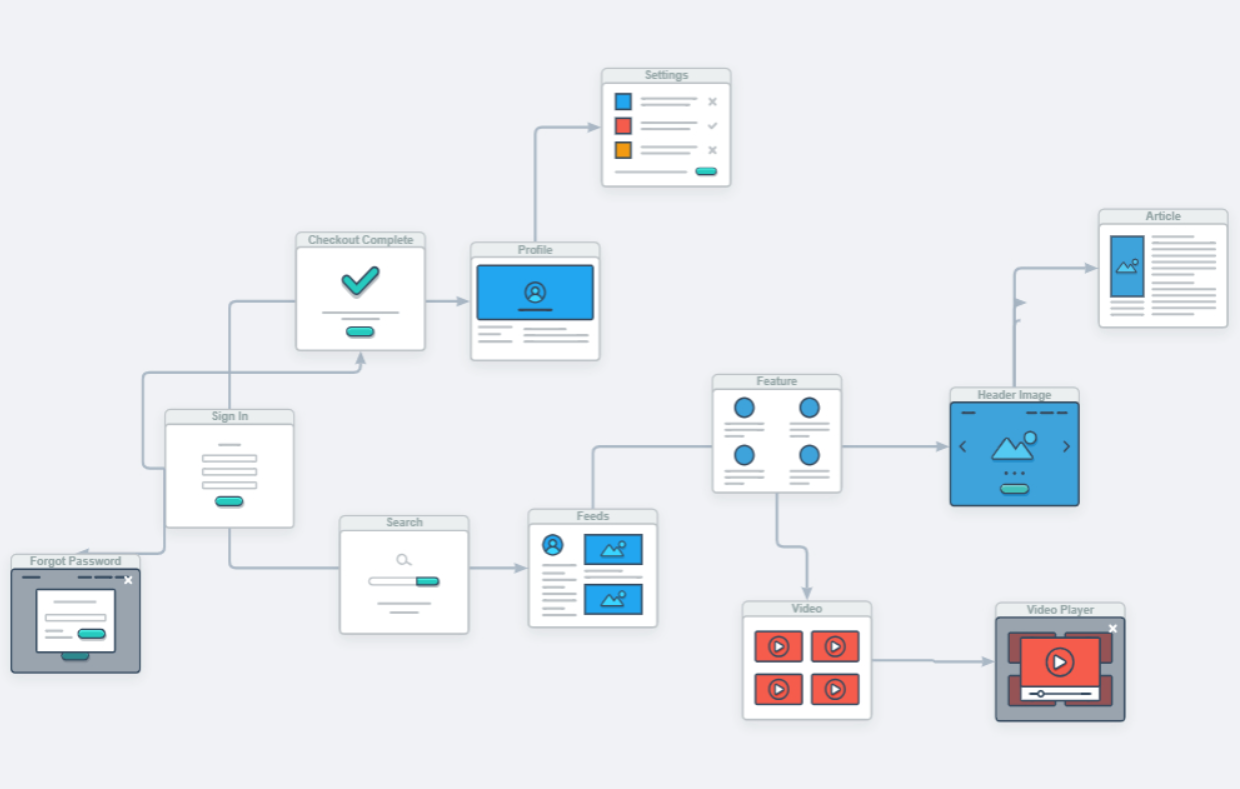 Settings
Article
Checkout Complete
Profile
Feature
Header Image
Sign In
Search
Feeds
Forgot Password
Video
Video Player